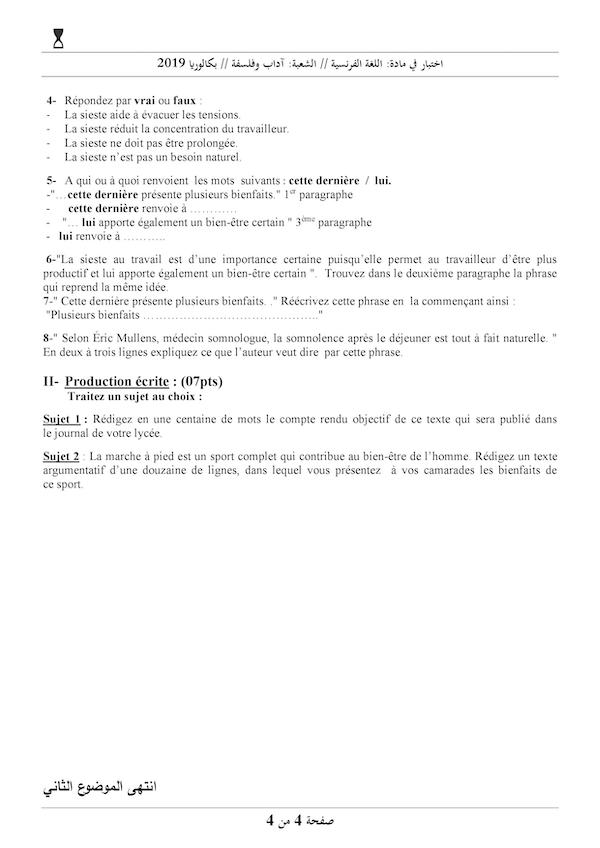 اختبار في مادة: اللغة الفرنسية // الشعبة: آداب وفلسفة // بكالوريا 2019
4- Répondez par vrai ou faux :
- La sieste aide à évacuer les tensions.
- La sieste réduit la concentration du travailleur.
- La sieste ne doit pas être prolongée.
- La sieste n’est pas un besoin naturel.
5- A qui ou à quoi renvoient les mots suivants : cette dernière / lui.
-"…cette dernière présente plusieurs bienfaits." 1er paragraphe
- cette dernière renvoie à …………
- "… lui apporte également un bien-être certain " 3ème paragraphe
- lui renvoie à ………..
6-"La sieste au travail est d’une importance certaine puisqu’elle permet au travailleur d’être plus
productif et lui apporte également un bien-être certain ". Trouvez dans le deuxième paragraphe la phrase
qui reprend la même idée.
7-" Cette dernière présente plusieurs bienfaits. ." Réécrivez cette phrase en la commençant ainsi :
"Plusieurs bienfaits …………………………………….."
8-" Selon Éric Mullens, médecin somnologue, la somnolence après le déjeuner est tout à fait naturelle. "
En deux à trois lignes expliquez ce que l’auteur veut dire par cette phrase.
II- Production écrite : (07pts)
Traitez un sujet au choix :
Sujet 1 : Rédigez en une centaine de mots le compte rendu objectif de ce texte qui sera publié dans
le journal de votre lycée.
Sujet 2 : La marche à pied est un sport complet qui contribue au bien-être de l’homme. Rédigez un texte
argumentatif d’une douzaine de lignes, dans lequel vous présentez à vos camarades les bienfaits de
ce sport.
انتهى الموضوع الثاني
صفحة 4 من 4